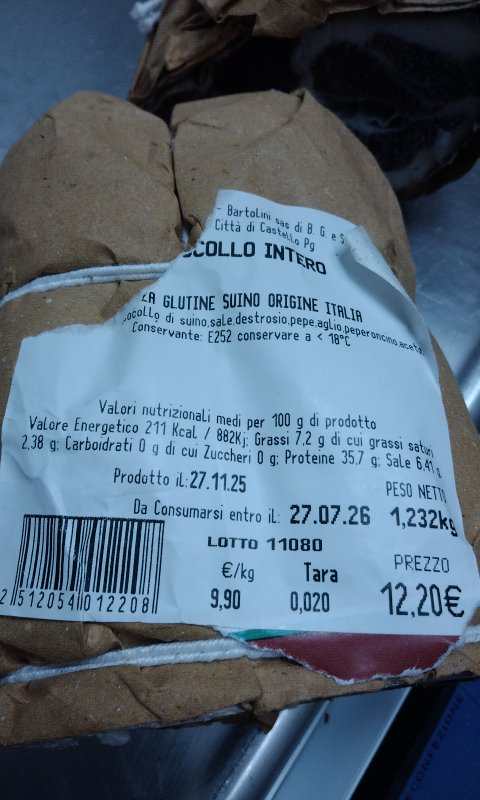 - Bartolini sas di B. G. e S
Città di Castello Pg
OCOLLO INTERO
ZA GLUTINE SUINO ORIGINE ITALIA
ocollo di suino,sale,destrosio,pepe,aglio,peperoncino,aceto,
Conservante: E252 conservare a < 18°C
Valori nutrizionali medi per 100 g di prodotto
Valore Energetico 211 Kcal / 882Kj; Grassi 7,2 g di cui grassi saturi
2,38 g; Carboidrati 0 g di cui Zuccheri 0 g; Proteine 35,7 g; Sale 6,41 g
Prodotto il: 27.11.25
PESO NETTO
Da Consumarsi entro il: 27.07.26 1,232kg
LOTTO 11080
€/kg Tara PREZZO
9,90 0,020 12,20€
2 512054 012208
CONFEZIONE